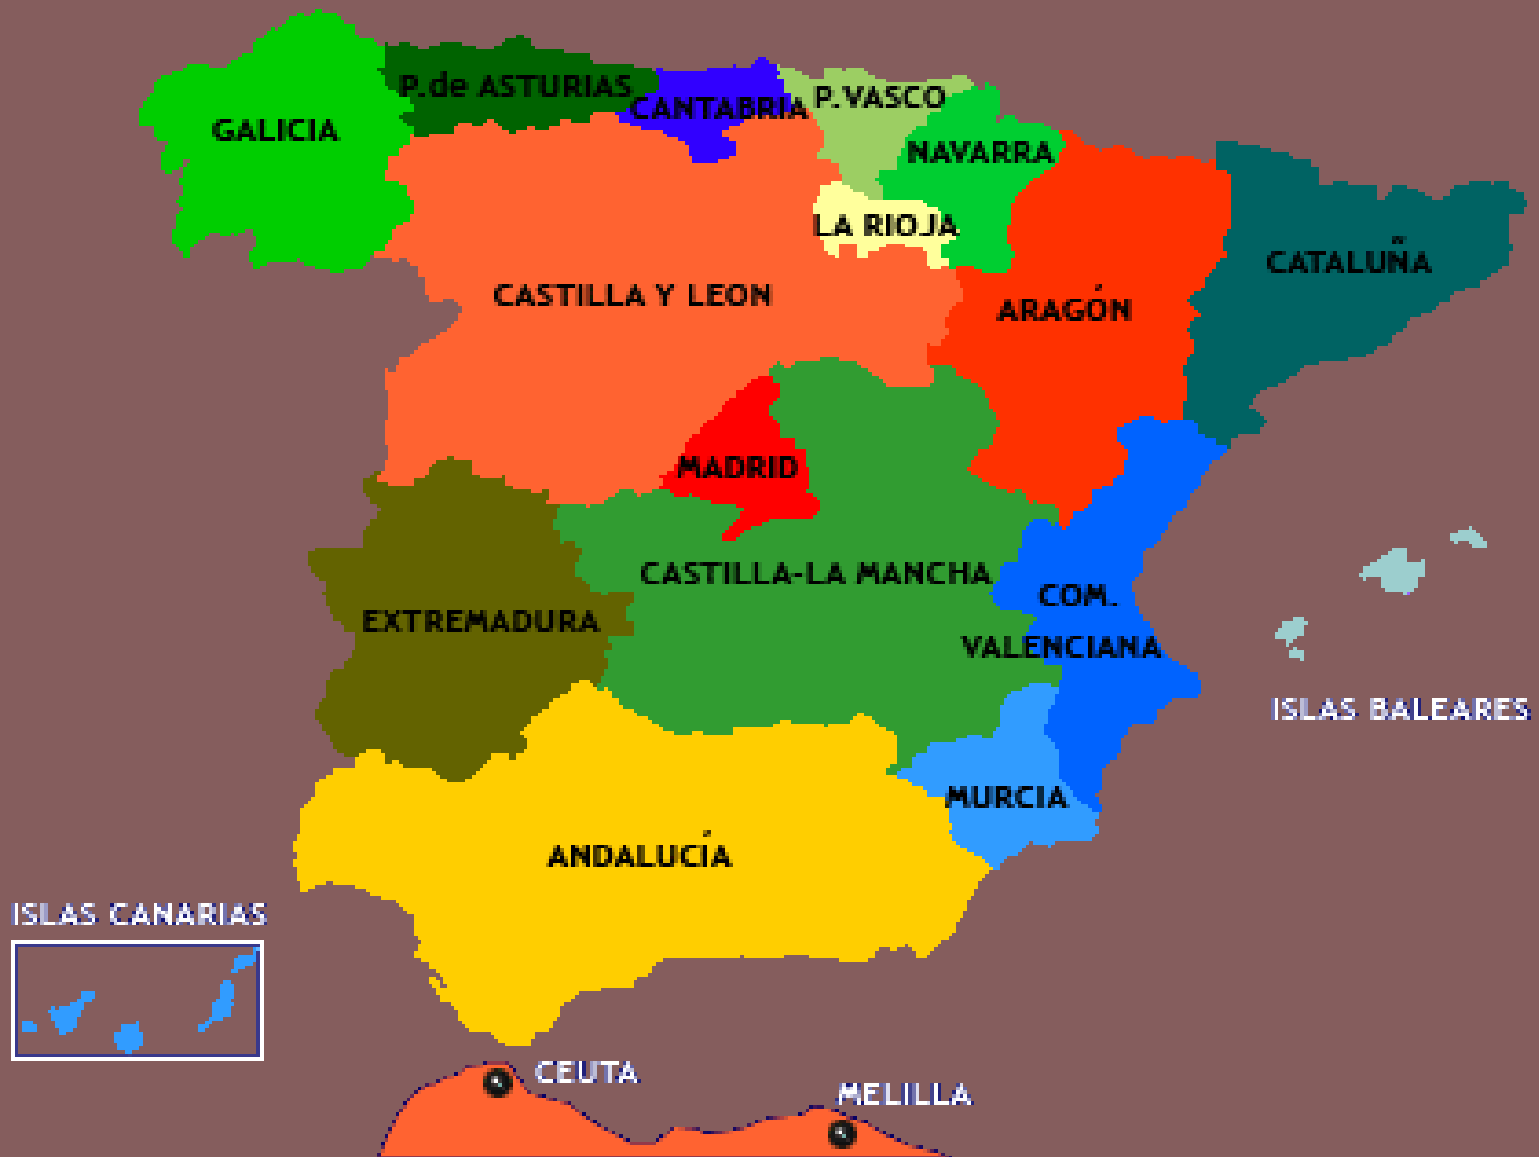 P.de ASTURIAS
CANTABRIA
P.VASCO
GALICIA
NAVARRA
LA RIOJA
CATALUÑA
CASTILLA Y LEON
ARAGÓN
MADRID
CASTILLA-LA MANCHA
EXTREMADURA
COM.
VALENCIANA
ISLAS BALEARES
MURCIA
ANDALUCÍA
ISLAS CANARIAS
CEUTA
MELILLA